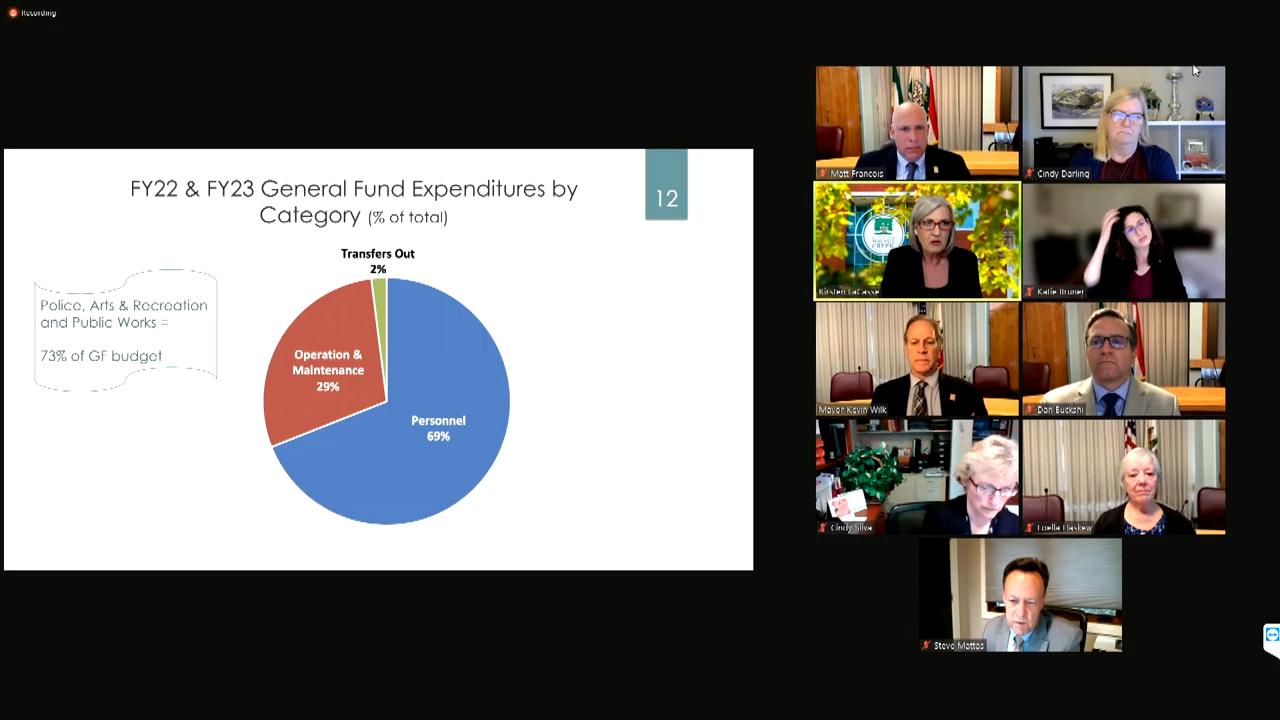 Recording
FY22 & FY23 General Fund Expenditures by
Category (% of total)
12
Transfers Out
2%
Police, Arts & Recreation
and Public Works =
73% of GF budget
Operation &
Maintenance
29%
Personnel
69%
Matt Francois
Cindy Darling
WALNUT
CREEK
Kirsten LaCasse
Katie Bruner
Mayor Kevin Wilk
Dan Buckshi
Cindy Silva
Loella Haskew
Steve Mattas